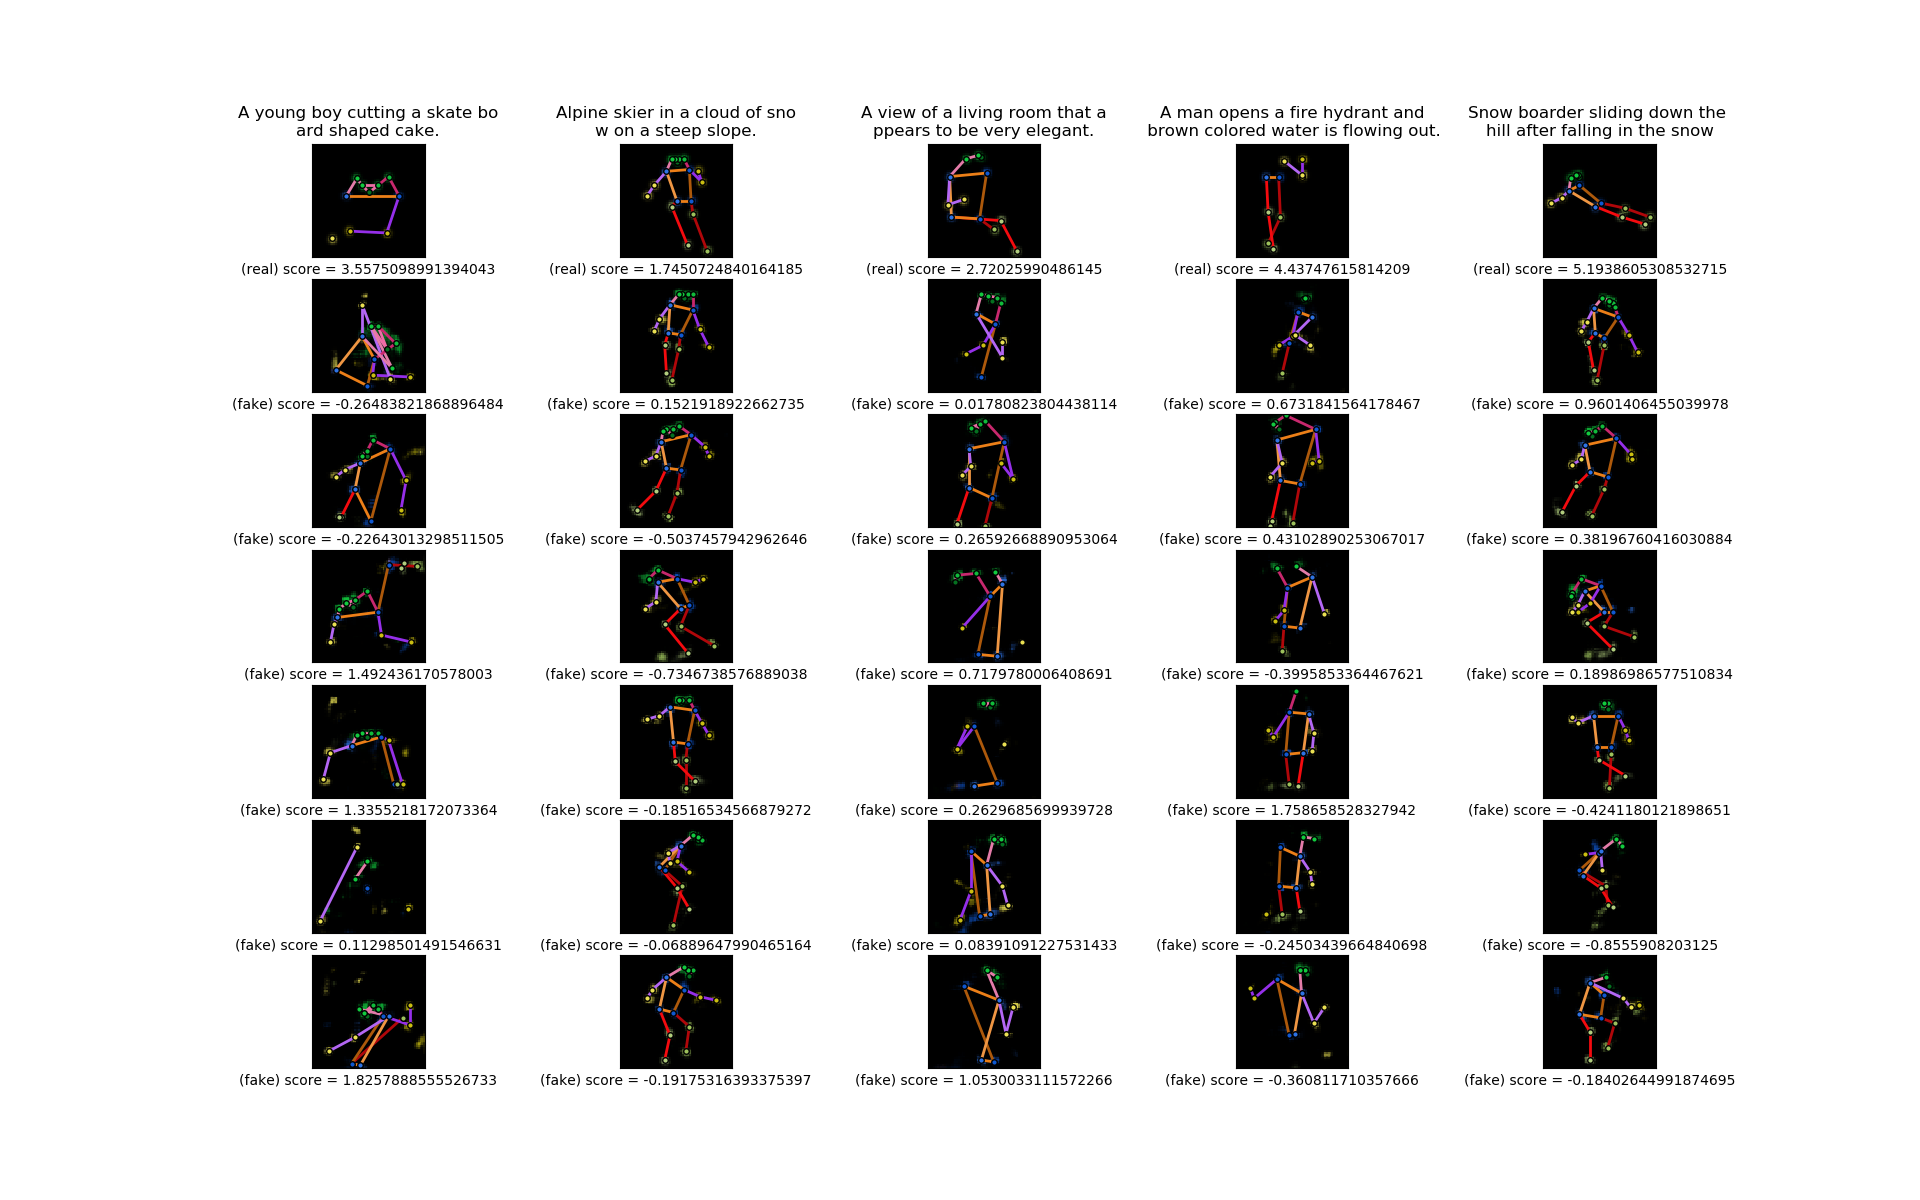 A young boy cutting a skate bo
ard shaped cake.
Alpine skier in a cloud of sno
w on a steep slope.
A view of a living room that a
ppears to be very elegant.
A man opens a fire hydrant and
brown colored water is flowing out.
Snow boarder sliding down the
hill after falling in the snow
(real) score = 3.5575098991394043
(real) score = 1.7450724840164185
(real) score = 2.72025990486145
(real) score = 4.43747615814209
(real) score = 5.1938605308532715
(fake) score = -0.26483821868896484
(fake) score = 0.1521918922662735
(fake) score = 0.01780823804438114
(fake) score = 0.6731841564178467
(fake) score = 0.9601406455039978
(fake) score = -0.22643013298511505
(fake) score = -0.5037457942962646
(fake) score = 0.26592668890953064
(fake) score = 0.43102890253067017
(fake) score = 0.38196760416030884
(fake) score = 1.492436170578003
(fake) score = -0.7346738576889038
(fake) score = 0.7179780006408691
(fake) score = -0.3995853364467621
(fake) score = 0.18986986577510834
(fake) score = 1.3355218172073364
(fake) score = -0.18516534566879272
(fake) score = 0.2629685699939728
(fake) score = 1.758658528327942
(fake) score = -0.4241180121898651
(fake) score = 0.11298501491546631
(fake) score = -0.06889647990465164
(fake) score = 0.08391091227531433
(fake) score = -0.24503439664840698
(fake) score = -0.8555908203125
(fake) score = 1.8257888555526733
(fake) score = -0.19175316393375397
(fake) score = 1.0530033111572266
(fake) score = -0.360811710357666
(fake) score = -0.18402644991874695